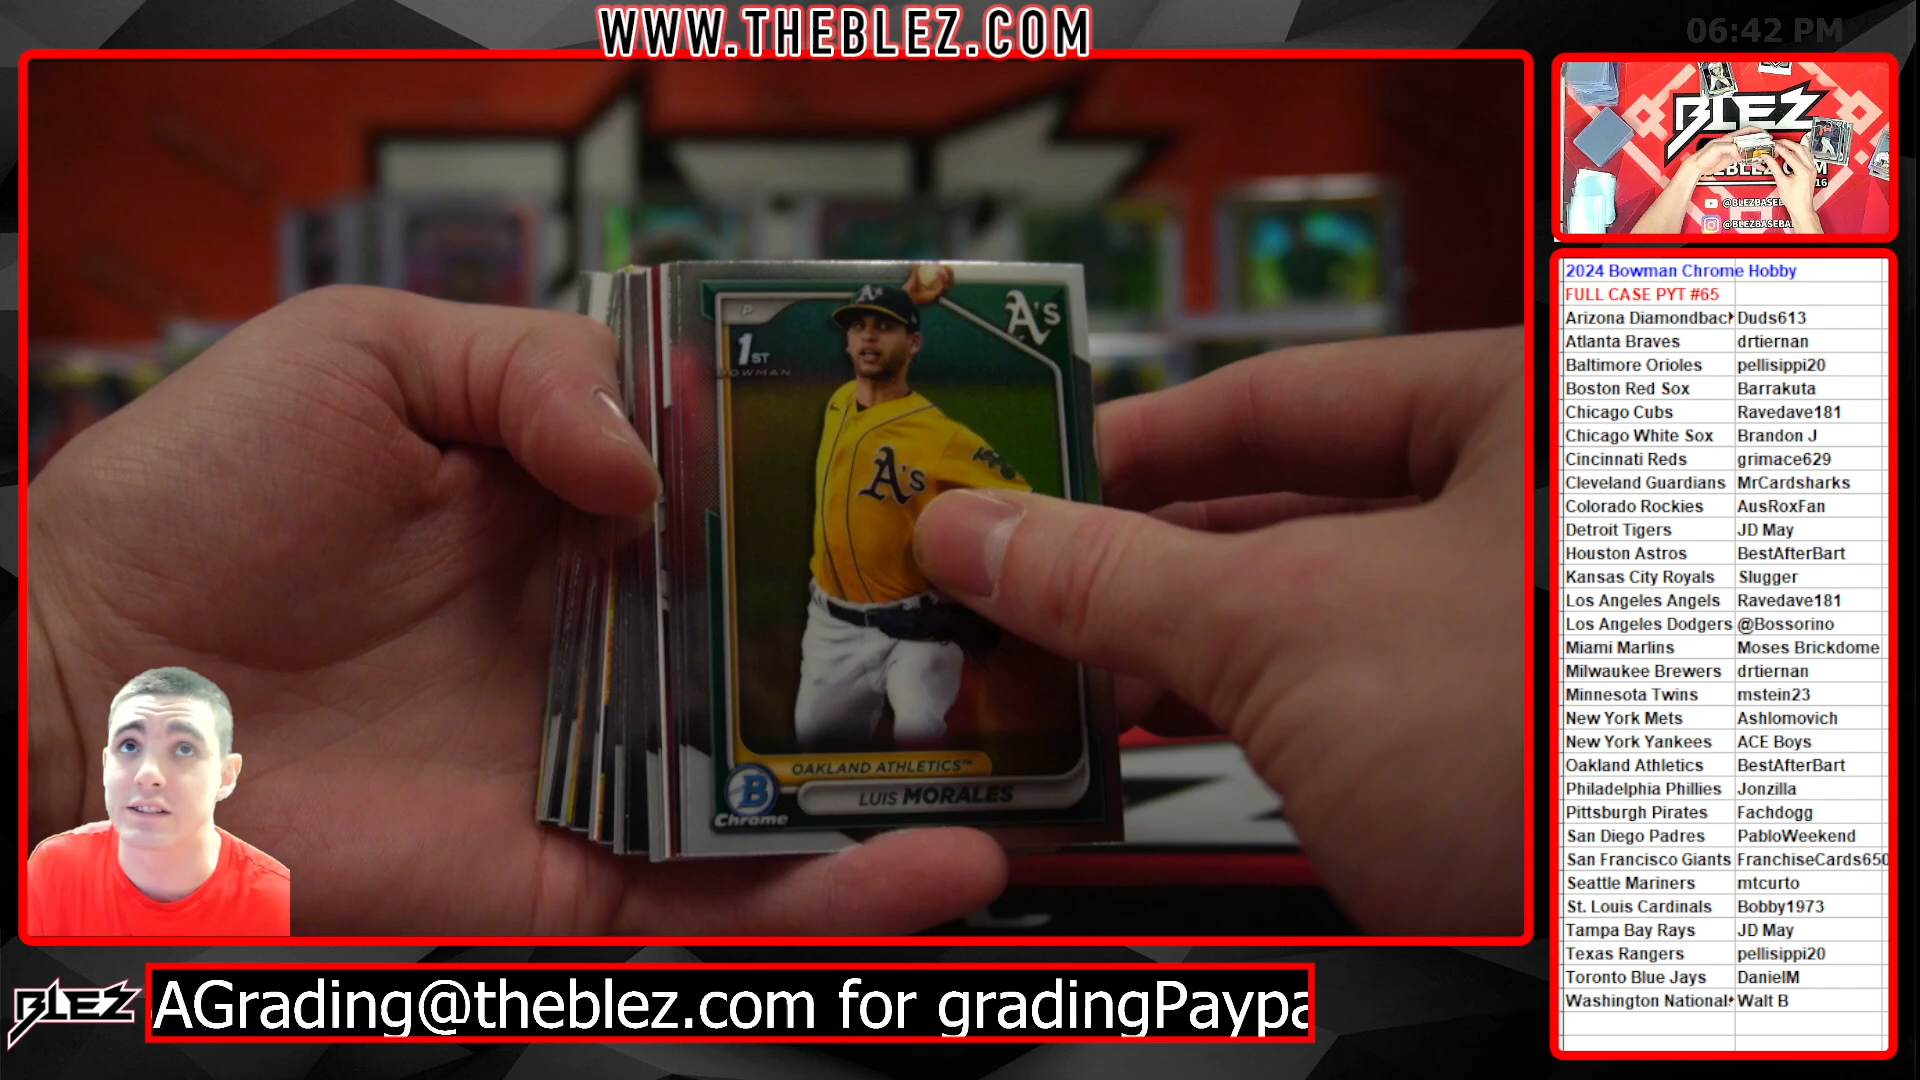 WWW.THEBLEZ.COM
06:42 PM
BLEZ
@BLEZBASEBA
@BLEZBASEBA
A's
P
1ST
BOWMAN
A's
OAKLAND ATHLETICS™
LUIS MORALES
B
Chrome
2024 Bowman Chrome Hobby
FULL CASE PYT #65
Arizona Diamondbac Duds613
Atlanta Braves drtiernan
Baltimore Orioles pellisippi20
Boston Red Sox Barrakuta
Chicago Cubs Ravedave181
Chicago White Sox Brandon J
Cincinnati Reds grimace629
Cleveland Guardians MrCardsharks
Colorado Rockies AusRoxFan
Detroit Tigers JD May
Houston Astros BestAfterBart
Kansas City Royals Slugger
Los Angeles Angels Ravedave181
Los Angeles Dodgers @Bossorino
Miami Marlins Moses Brickdome
Milwaukee Brewers drtiernan
Minnesota Twins mstein23
New York Mets Ashlomovich
New York Yankees ACE Boys
Oakland Athletics BestAfterBart
Philadelphia Phillies Jonzilla
Pittsburgh Pirates Fachdogg
San Diego Padres PabloWeekend
San Francisco Giants FranchiseCards650
Seattle Mariners mtcurto
St. Louis Cardinals Bobby1973
Tampa Bay Rays JD May
Texas Rangers pellisippi20
Toronto Blue Jays DanielM
Washington National Walt B
BLEZ
AGrading@theblez.com for gradingPaypa